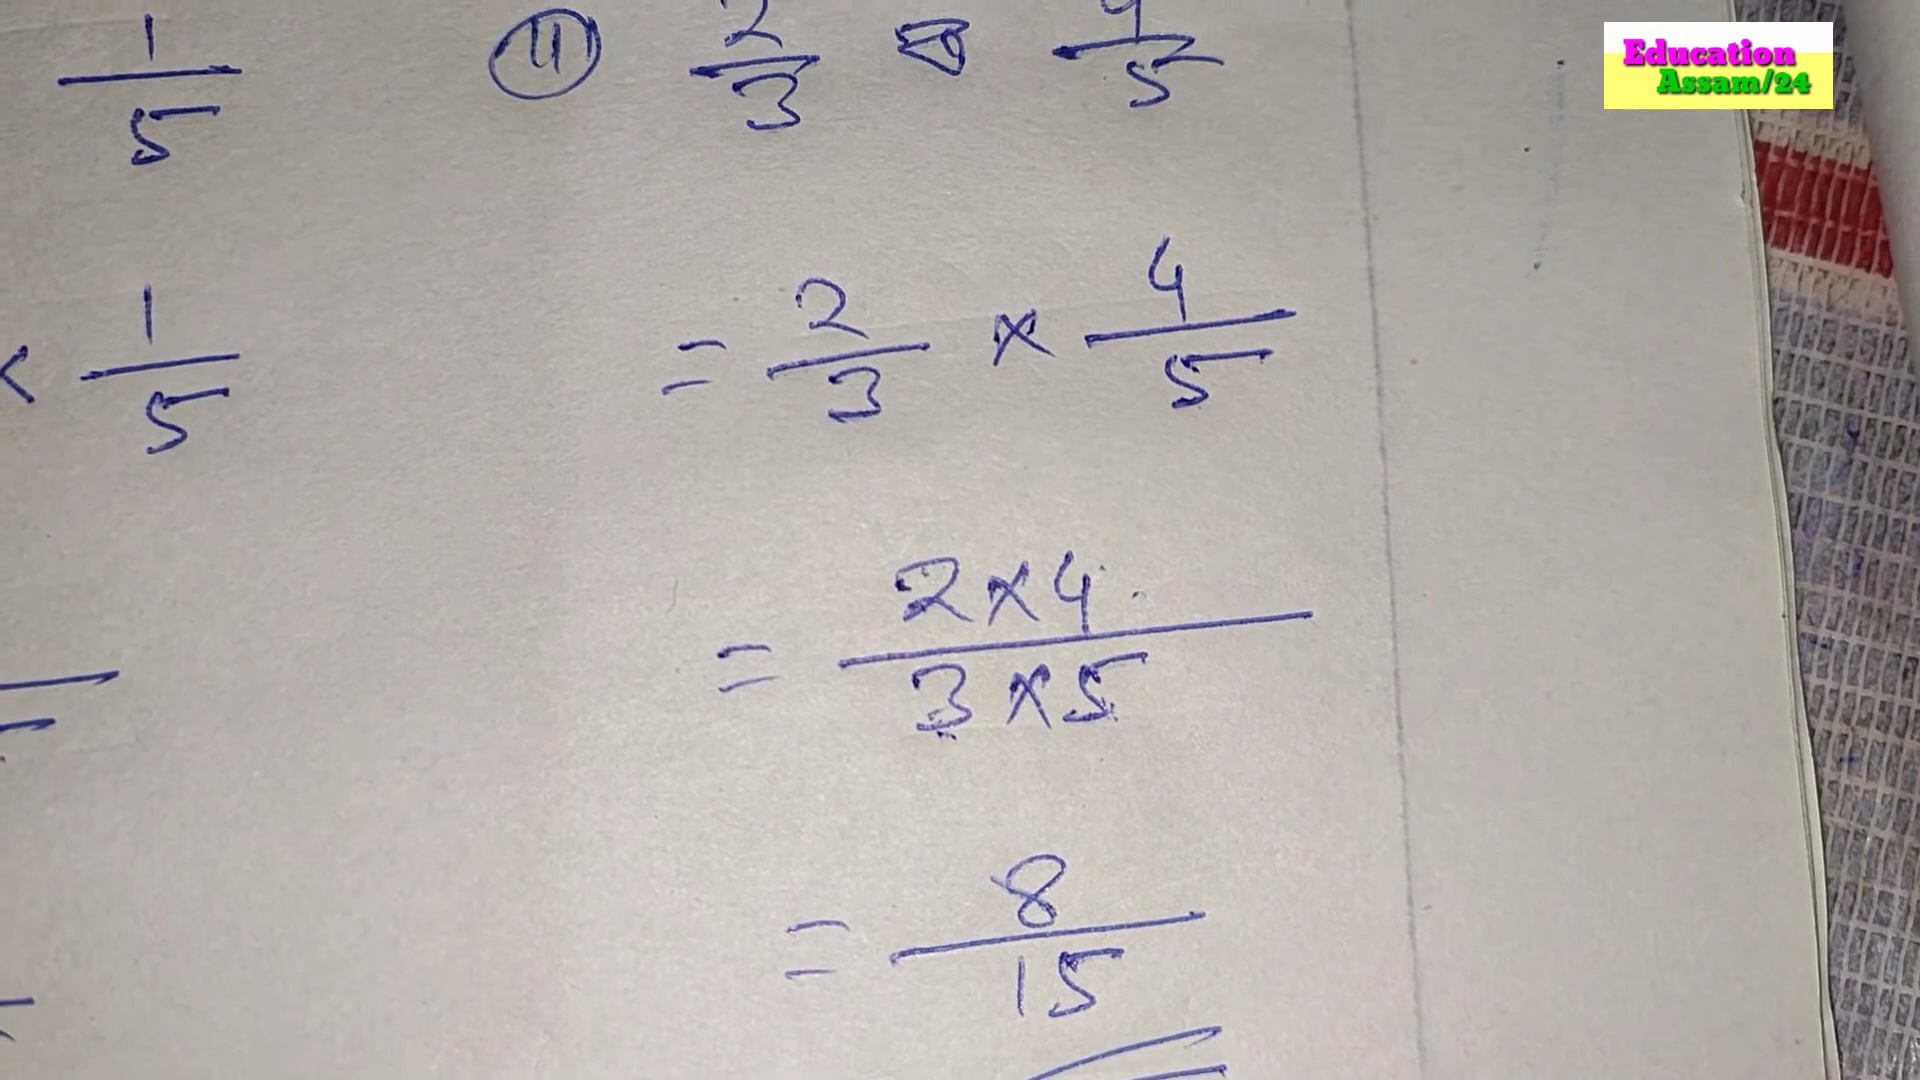 1/5
(ii) 2/3 র 4/5
Education
Assam/24
× 1/5
= 2/3 × 4/5
= 2×4/3×5
= 8/15